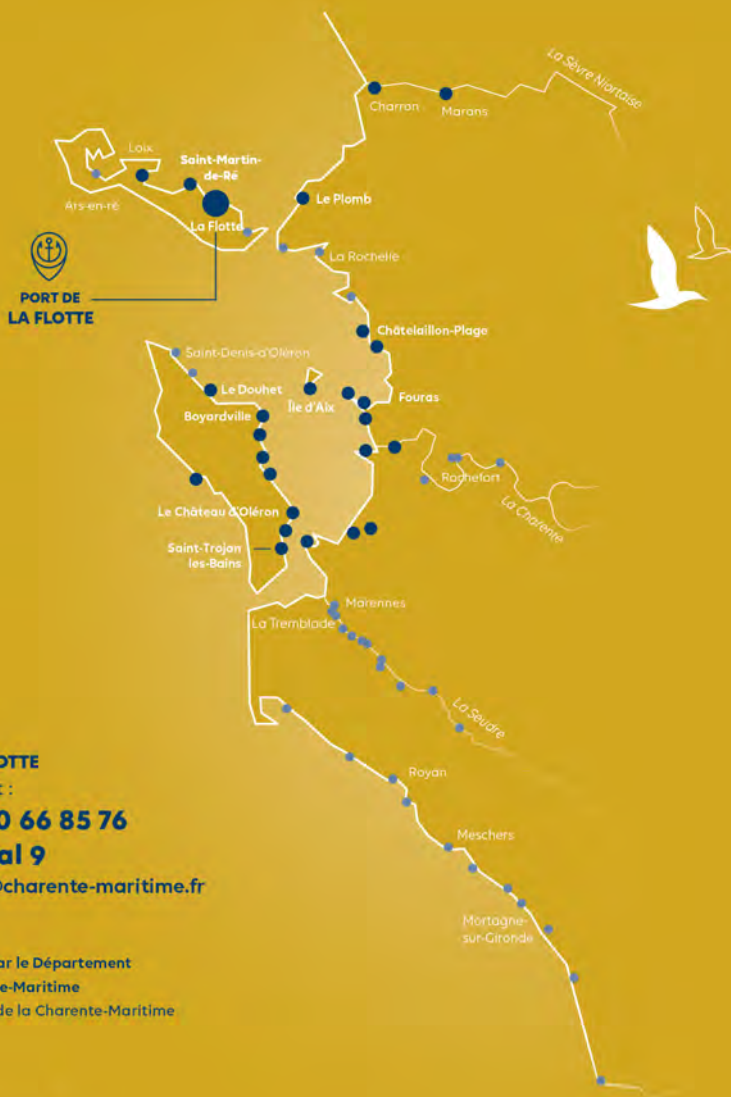 La Sèvre Niortaise
Charron
Marans
Loix
Saint-Martin-
de-Ré
Ars-en-ré
La Flotte
Le Plomb
La Rochelle
PORT DE
LA FLOTTE
Châtelaillon-Plage
Saint-Denis-d'Oléron
Le Douhet
Île d'Aix
Fouras
Boyardville
Rochefort
La Charente
Le Château d'Oléron
Saint-Trojan
les-Bains
Marennes
La Tremblade
La Seudre
Royan
Meschers
Mortagne-
sur-Gironde
OTTE
:
0 66 85 76
al 9
@charente-maritime.fr
ar le Département
e-Maritime
de la Charente-Maritime